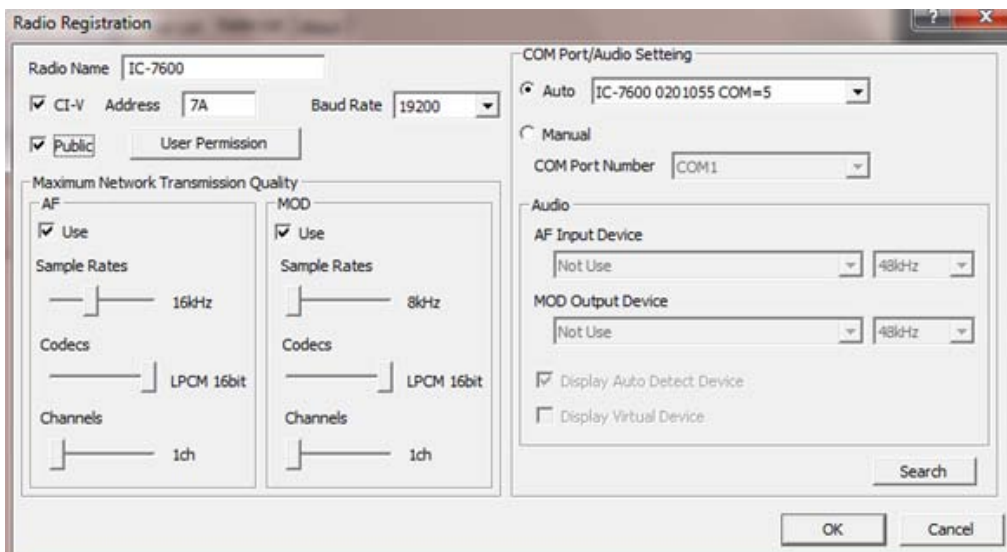 Radio Registration
Radio Name IC-7600
CI-V Address 7A Baud Rate 19200
Public User Permission
Maximum Network Transmission Quality
AF
Use
Sample Rates
16kHz
Codecs
LPCM 16bit
Channels
1ch
MOD
Use
Sample Rates
8kHz
Codecs
LPCM 16bit
Channels
1ch
COM Port/Audio Setteing
Auto IC-7600 0201055 COM=5
Manual
COM Port Number COM1
Audio
AF Input Device
Not Use 48kHz
MOD Output Device
Not Use 48kHz
Display Auto Detect Device
Display Virtual Device
Search
OK Cancel